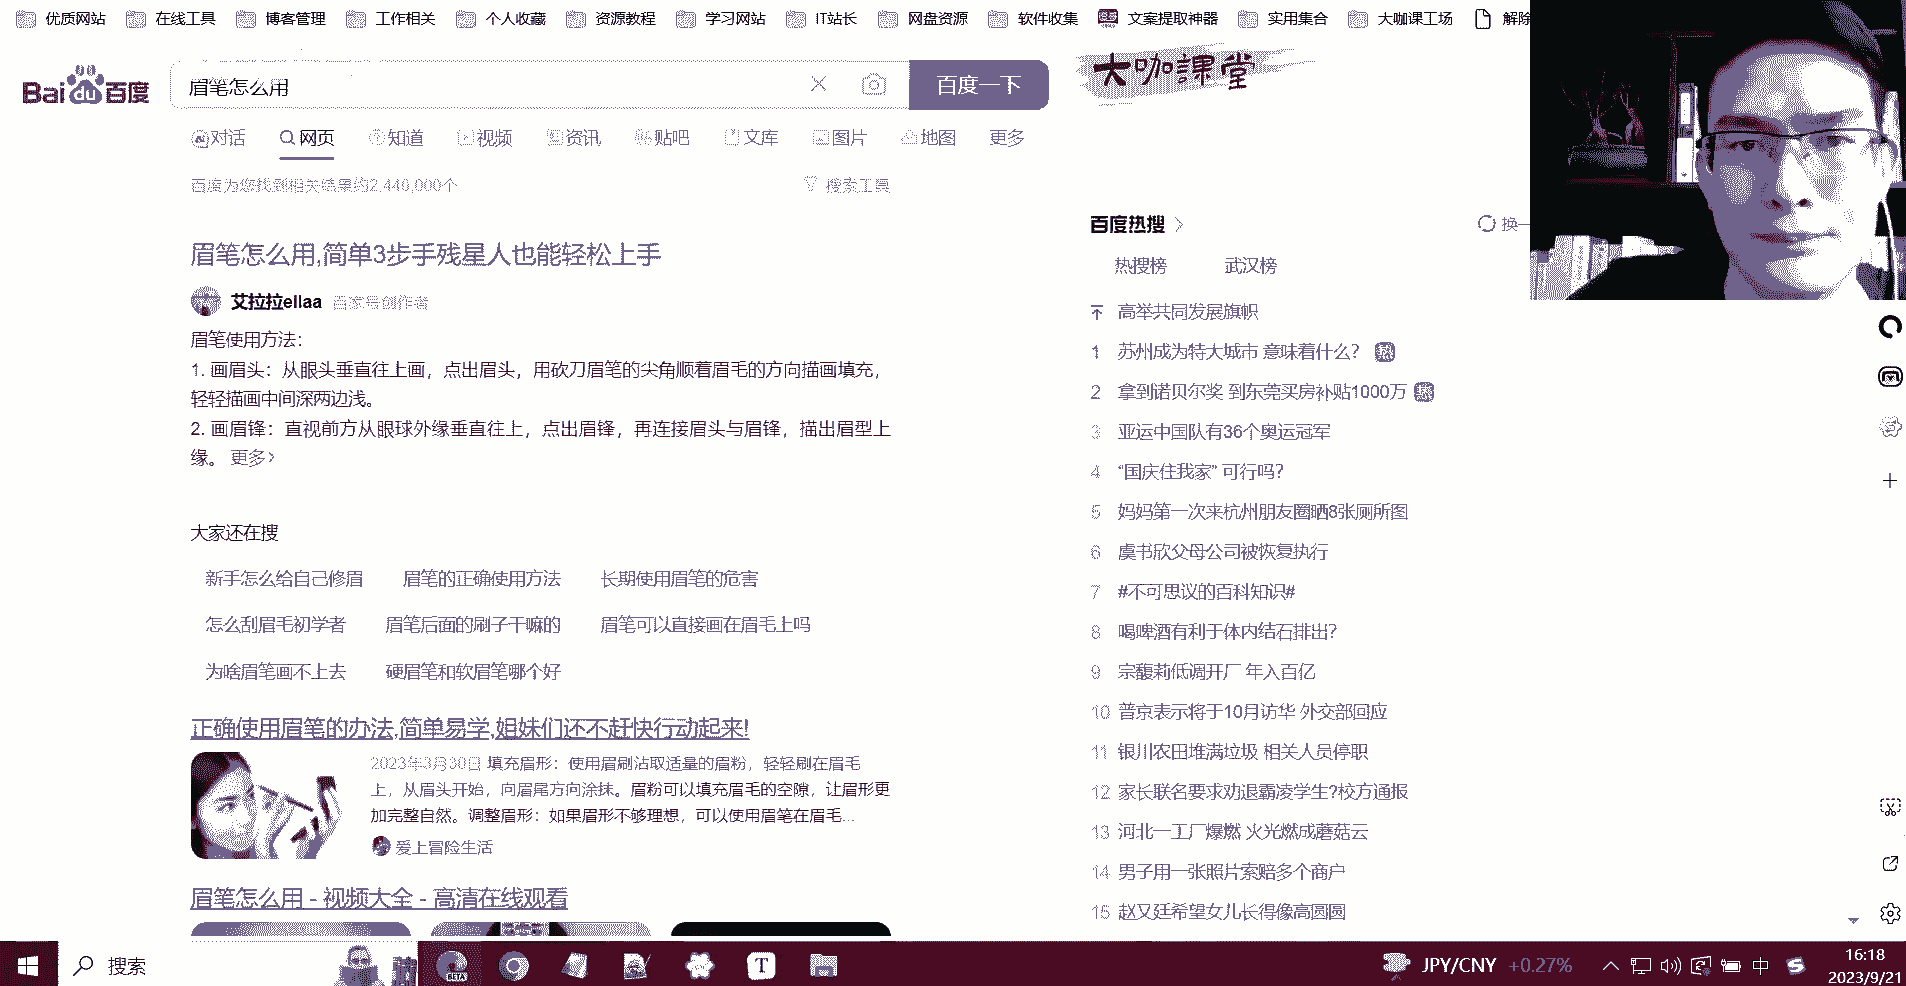 优质网站 在线工具 博客管理 工作相关 个人收藏 资源教程 学习网站 IT站长 网盘资源 软件收集 文案提取神器 实用集合 大咖课工场 解除
Bai du 百度 眉笔怎么用 百度一下 大咖課堂
对话 网页 知道 视频 资讯 贴吧 文库 图片 地图 更多
百度为您找到相关结果约2,440,000个 搜索工具
眉笔怎么用,简单3步手残星人也能轻松上手
艾拉拉ellaa 百家号创作者
眉笔使用方法：
1. 画眉头：从眼头垂直往上画，点出眉头，用砍刀眉笔的尖角顺着眉毛的方向描画填充，
轻轻描画中间深两边浅。
2. 画眉锋：直视前方从眼球外缘垂直往上，点出眉锋，再连接眉头与眉锋，描出眉型上
缘。 更多>
大家还在搜
新手怎么给自己修眉 眉笔的正确使用方法 长期使用眉笔的危害
怎么刮眉毛初学者 眉笔后面的刷子干嘛的 眉笔可以直接画在眉毛上吗
为啥眉笔画不上去 硬眉笔和软眉笔哪个好
正确使用眉笔的办法,简单易学,姐妹们还不赶快行动起来!
2023年3月30日 填充眉形：使用眉刷沾取适量的眉粉，轻轻刷在眉毛
上，从眉头开始，向眉尾方向涂抹。眉粉可以填充眉毛的空隙，让眉形更
加完整自然。调整眉形：如果眉形不够理想，可以使用眉笔在眉毛...
爱上冒险生活
眉笔怎么用 - 视频大全 - 高清在线观看
百度热搜 > 换一
热搜榜 武汉榜
高举共同发展旗帜
1 苏州成为特大城市 意味着什么？ 热
2 拿到诺贝尔奖 到东莞买房补贴1000万 热
3 亚运中国队有36个奥运冠军
4 “国庆住我家” 可行吗？
5 妈妈第一次来杭州朋友圈晒8张厕所图
6 虞书欣父母公司被恢复执行
7 #不可思议的百科知识#
8 喝啤酒有利于体内结石排出？
9 宗馥莉低调开厂 年入百亿
10 普京表示将于10月访华 外交部回应
11 银川农田堆满垃圾 相关人员停职
12 家长联名要求劝退霸凌学生?校方通报
13 河北一工厂爆燃 火光燃成蘑菇云
14 男子用一张照片索赔多个商户
15 赵又廷希望女儿长得像高圆圆
搜索 BETA T JPY/CNY +0.27% 中 S 16:18
2023/9/21